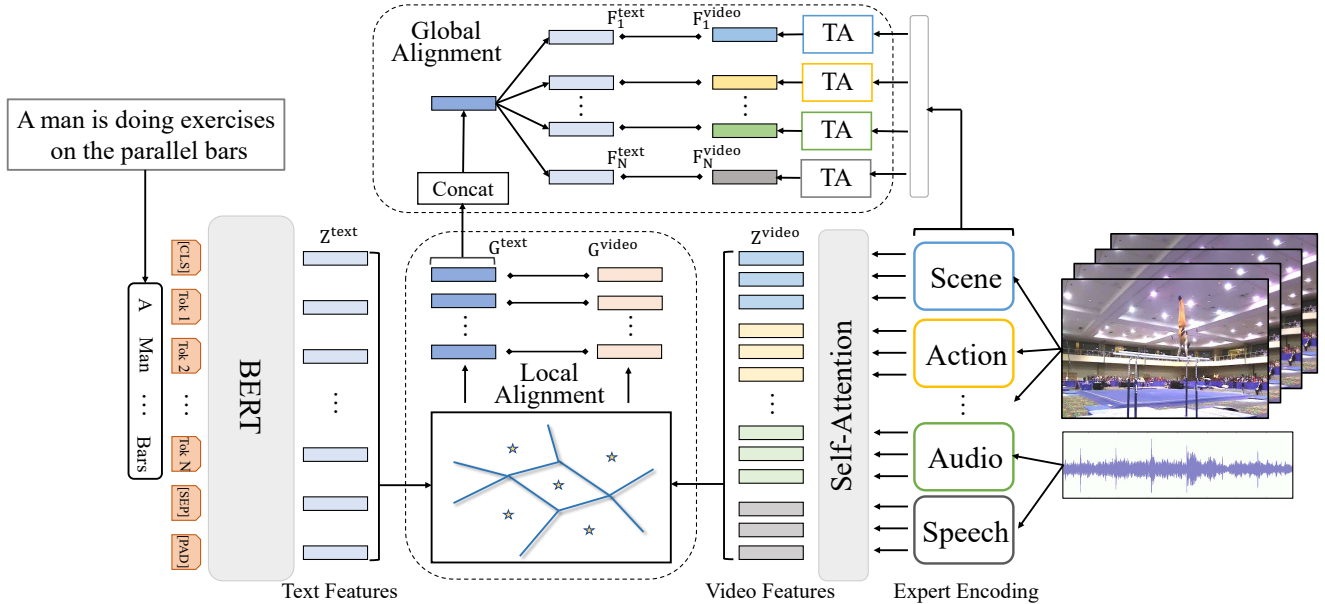 Global
Alignment
F₁ᵗᵉˣᵗ
F₁ᵛⁱᵈᵉᵒ
TA
TA
⋮
⋮
TA
F_Nᵗᵉˣᵗ
F_Nᵛⁱᵈᵉᵒ
TA
Concat
A man is doing exercises
on the parallel bars
[CLS]
Tok 1
Tok 2
...
Tok N
[SEP]
[PAD]
A
Man
...
Bars
BERT
Zᵗᵉˣᵗ
...
Text Features
Gᵗᵉˣᵗ
Gᵛⁱᵈᵉᵒ
⋮
⋮
Local
Alignment
Zᵛⁱᵈᵉᵒ
...
Video Features
Self-Attention
Scene
Action
...
Audio
Speech
Expert Encoding